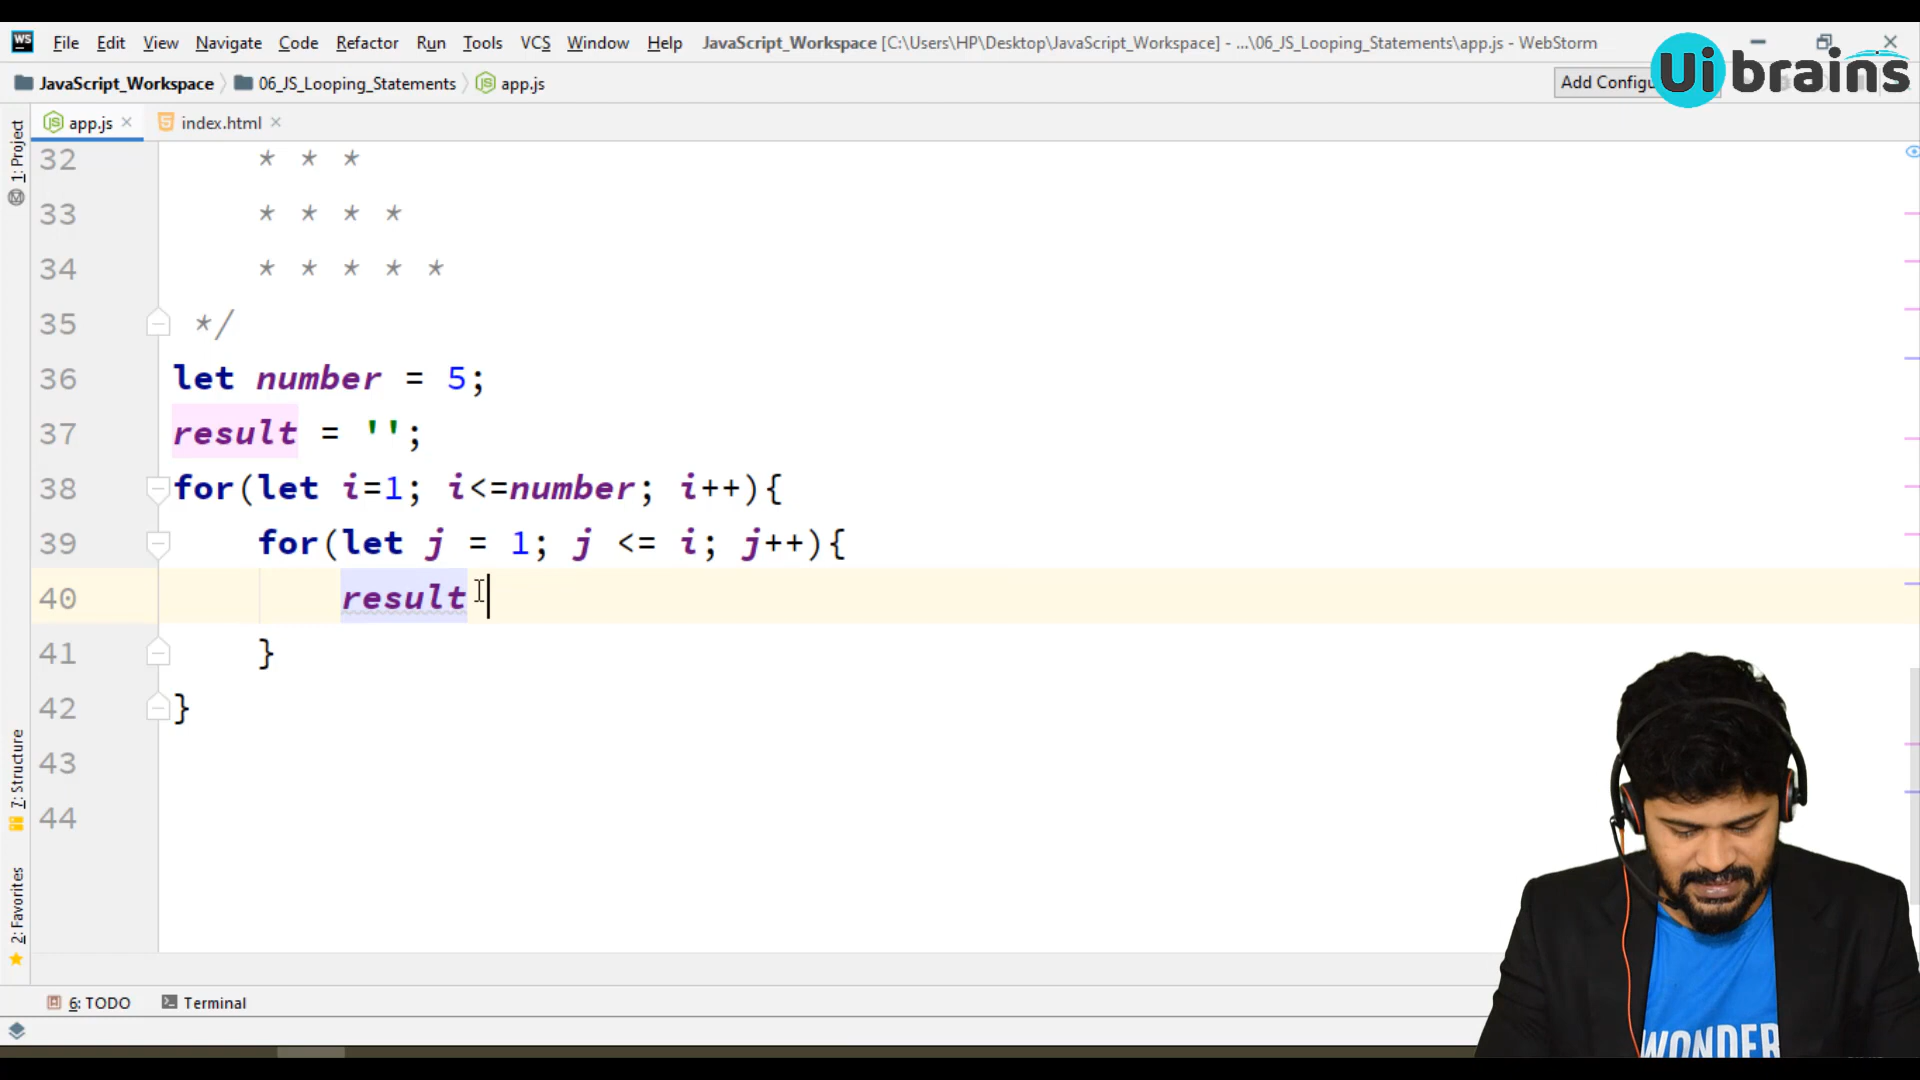 WS File Edit View Navigate Code Refactor Run Tools VCS Window Help JavaScript_Workspace [C:\Users\HP\Desktop\JavaScript_Workspace] - ...\06_JS_Looping_Statements\app.js - WebStorm
Ui brains
JavaScript_Workspace 06_JS_Looping_Statements app.js Add Configu
1: Project
app.js index.html
32 * * *
33 * * * *
34 * * * * *
35 */
36 let number = 5;
37 result = '';
38 for(let i=1; i<=number; i++){
39 for(let j = 1; j <= i; j++){
40 result
41 }
42 }
43
44
7: Structure
2: Favorites
6: TODO Terminal
WONDER